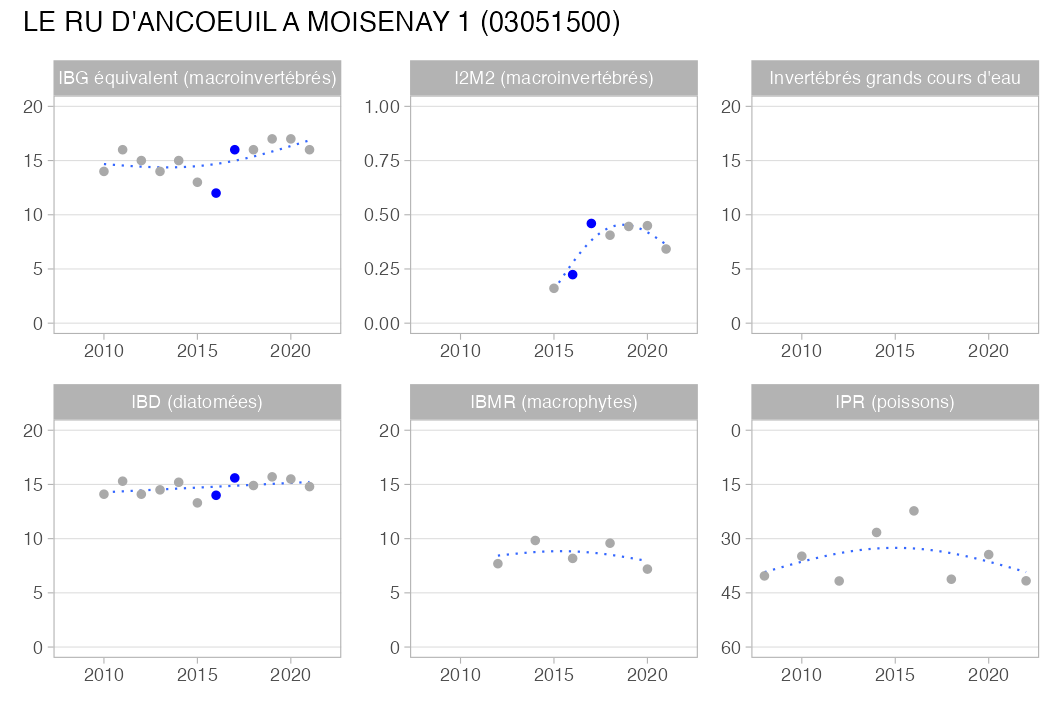 LE RU D'ANCOEUIL A MOISENAY 1 (03051500)
IBG équivalent (macroinvertébrés)
20
15
10
5
0
2010 2015 2020
I2M2 (macroinvertébrés)
1.00
0.75
0.50
0.25
0.00
2010 2015 2020
Invertébrés grands cours d'eau
20
15
10
5
0
2010 2015 2020
IBD (diatomées)
20
15
10
5
0
2010 2015 2020
IBMR (macrophytes)
20
15
10
5
0
2010 2015 2020
IPR (poissons)
0
15
30
45
60
2010 2015 2020